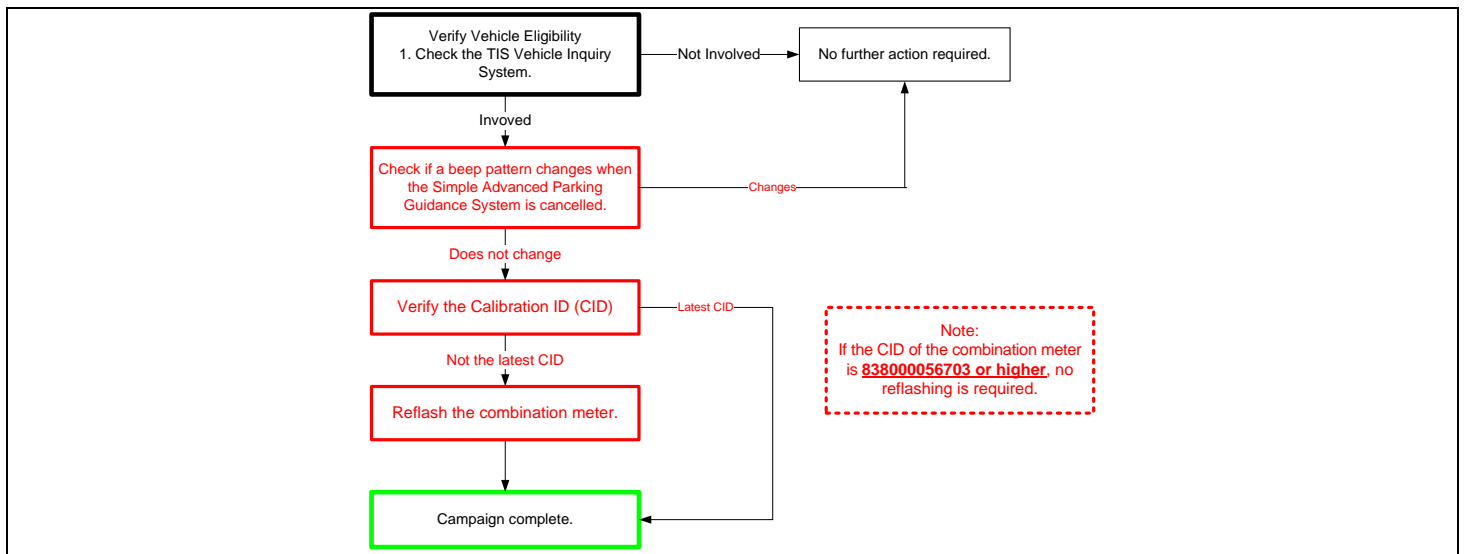 Verify Vehicle Eligibility
1. Check the TIS Vehicle Inquiry
System.
Not Involved
No further action required.
Invoved
Check if a beep pattern changes when
the Simple Advanced Parking
Guidance System is cancelled.
Changes
Does not change
Verify the Calibration ID (CID)
Latest CID
Note:
If the CID of the combination meter
is 838000056703 or higher, no
reflashing is required.
Not the latest CID
Reflash the combination meter.
Campaign complete.